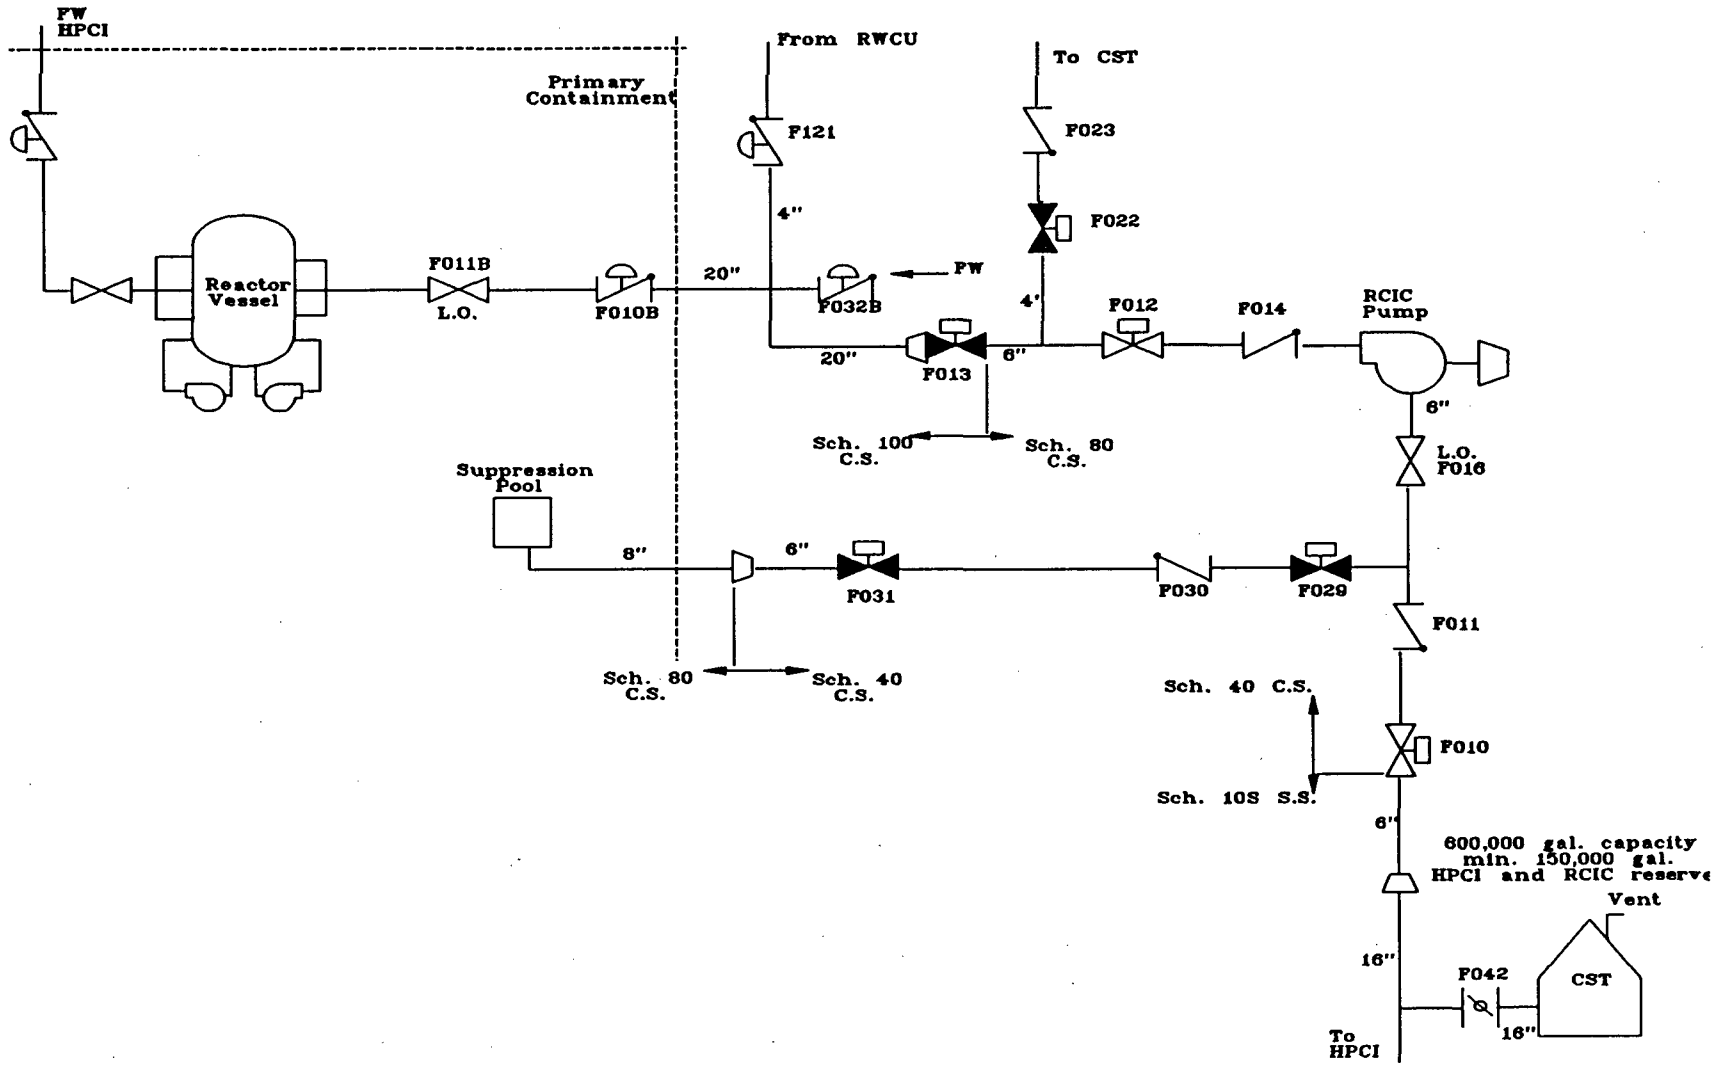 FW
HPCI
From RWCU
To CST
Primary
Containment
F121
F023
4"
F022
F011B
L.O.
Reactor
Vessel
F010B
20"
F032B
FW
4'
F012
F014
RCIC
Pump
20"
F013
6"
6"
Sch. 100
C.S.
Sch. 80
C.S.
L.O.
F016
Suppression
Pool
8"
6"
F031
F030
F029
F011
Sch. 80
C.S.
Sch. 40
C.S.
Sch. 40 C.S.
F010
Sch. 10S S.S.
6"
600,000 gal. capacity
min. 150,000 gal.
HPCI and RCIC reserve
Vent
16"
F042
CST
16"
To
HPCI